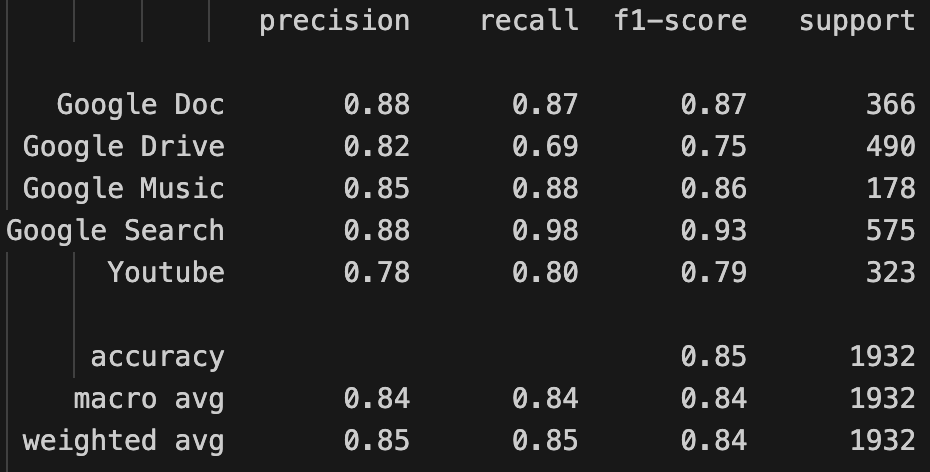 precision recall f1-score support
Google Doc 0.88 0.87 0.87 366
Google Drive 0.82 0.69 0.75 490
Google Music 0.85 0.88 0.86 178
Google Search 0.88 0.98 0.93 575
Youtube 0.78 0.80 0.79 323
accuracy 0.85 1932
macro avg 0.84 0.84 0.84 1932
weighted avg 0.85 0.85 0.84 1932